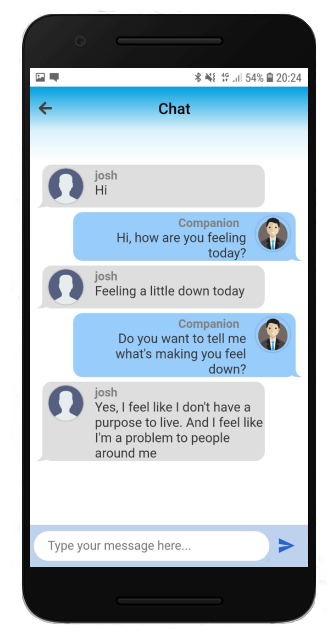 54% 20:24
Chat
josh
Hi
Companion
Hi, how are you feeling
today?
josh
Feeling a little down today
Companion
Do you want to tell me
what's making you feel
down?
josh
Yes, I feel like I don't have a
purpose to live. And I feel like
I'm a problem to people
around me
Type your message here...